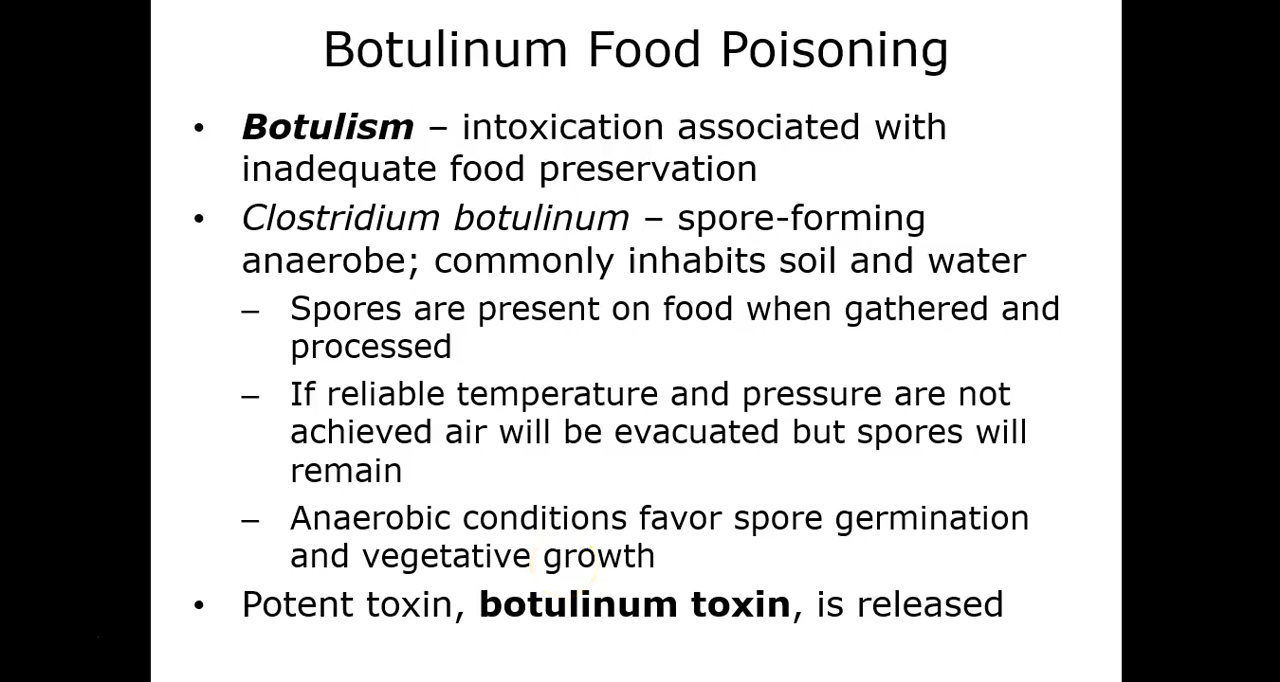 Botulinum Food Poisoning
• Botulism – intoxication associated with
inadequate food preservation
• Clostridium botulinum – spore-forming
anaerobe; commonly inhabits soil and water
– Spores are present on food when gathered and
processed
– If reliable temperature and pressure are not
achieved air will be evacuated but spores will
remain
– Anaerobic conditions favor spore germination
and vegetative growth
• Potent toxin, botulinum toxin, is released